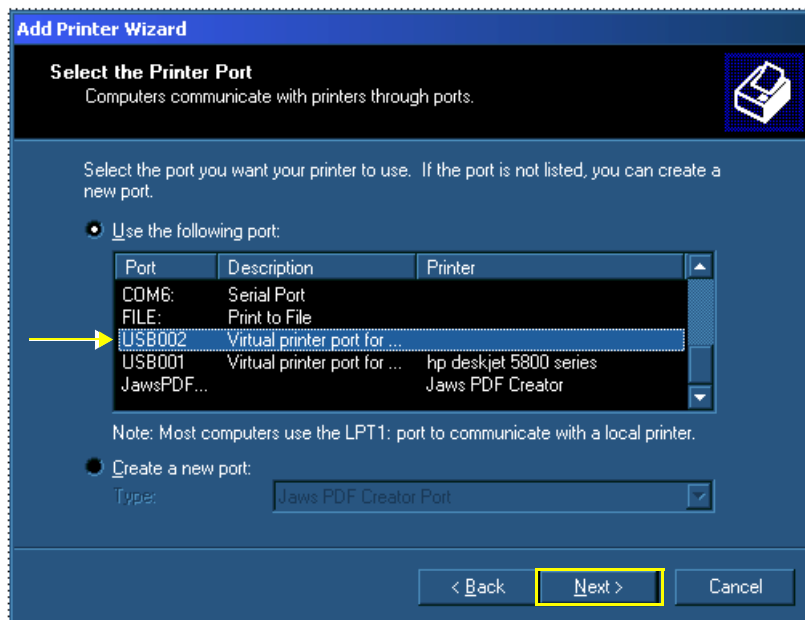 Add Printer Wizard
Select the Printer Port
Computers communicate with printers through ports.
Select the port you want your printer to use. If the port is not listed, you can create a
new port.
Use the following port:
Port Description Printer
COM6: Serial Port
FILE: Print to File
USB002 Virtual printer port for ...
USB001 Virtual printer port for ... hp deskjet 5800 series
JawsPDF... Jaws PDF Creator
Note: Most computers use the LPT1: port to communicate with a local printer.
Create a new port:
Type: Jaws PDF Creator Port
< Back Next > Cancel